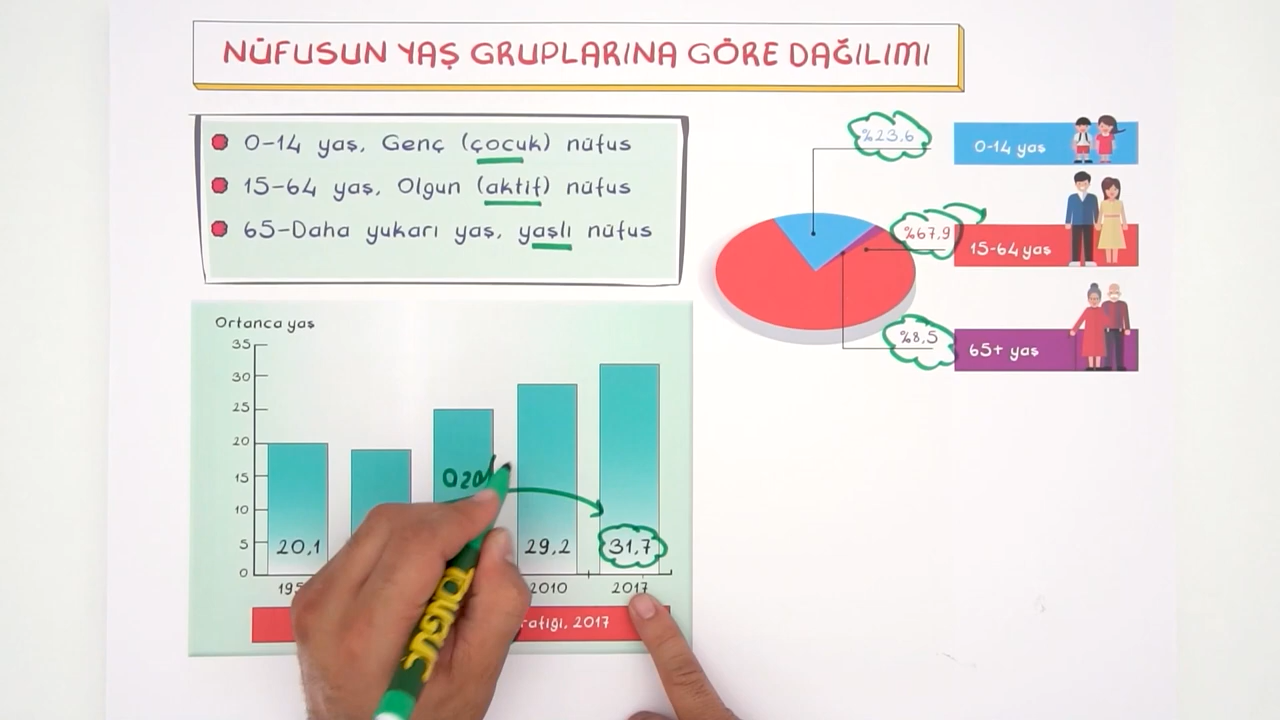 NÜFUSUN YAŞ GRUPLARINA GÖRE DAĞILIMI
0-14 yaş, Genç (çocuk) nüfus
15-64 yaş, Olgun (aktif) nüfus
65-Daha yukarı yaş, yaşlı nüfus
%23,6
0-14 yaş
%67,9
15-64 yaş
%8,5
65+ yaş
Ortanca yaş
35
30
25
20
15
10
5
0
20,1
29,2
31,7
2010
2017
2017
TOUGUC